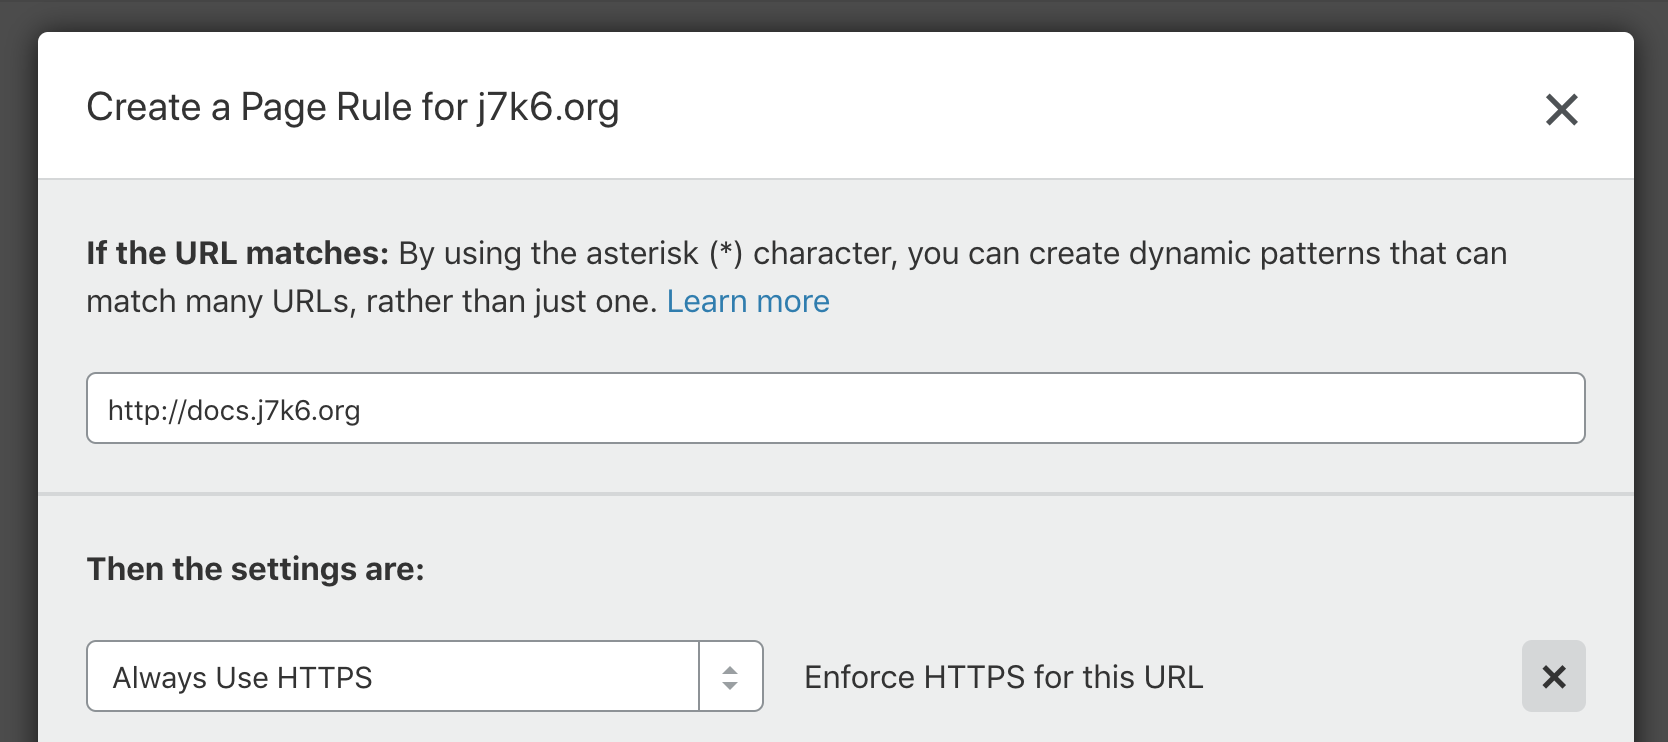 Create a Page Rule for j7k6.org
If the URL matches: By using the asterisk (*) character, you can create dynamic patterns that can
match many URLs, rather than just one. Learn more
http://docs.j7k6.org
Then the settings are:
Always Use HTTPS Enforce HTTPS for this URL